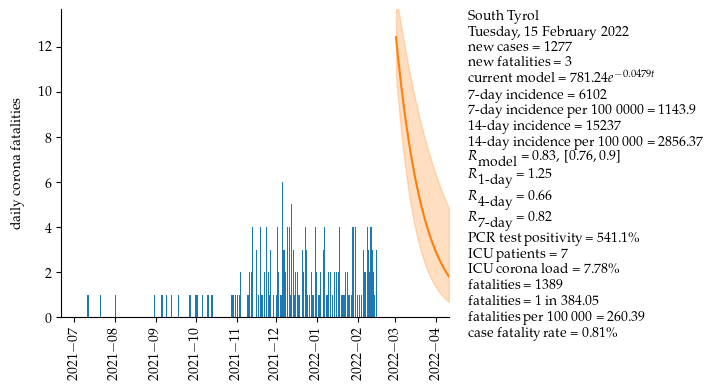 South Tyrol
Tuesday, 15 February 2022
new cases = 1277
new fatalities = 3
current model = 781.24e^{−0.0479t}
7-day incidence = 6102
7-day incidence per 100 0000 = 1143.9
14-day incidence = 15237
14-day incidence per 100 000 = 2856.37
R_model = 0.83, [0.76, 0.9]
R_1-day = 1.25
R_4-day = 0.66
R_7-day = 0.82
PCR test positivity = 541.1%
ICU patients = 7
ICU corona load = 7.78%
fatalities = 1389
fatalities = 1 in 384.05
fatalities per 100 000 = 260.39
case fatality rate = 0.81%
daily corona fatalities
12
10
8
6
4
2
0
2021−07
2021−08
2021−09
2021−10
2021−11
2021−12
2022−01
2022−02
2022−03
2022−04